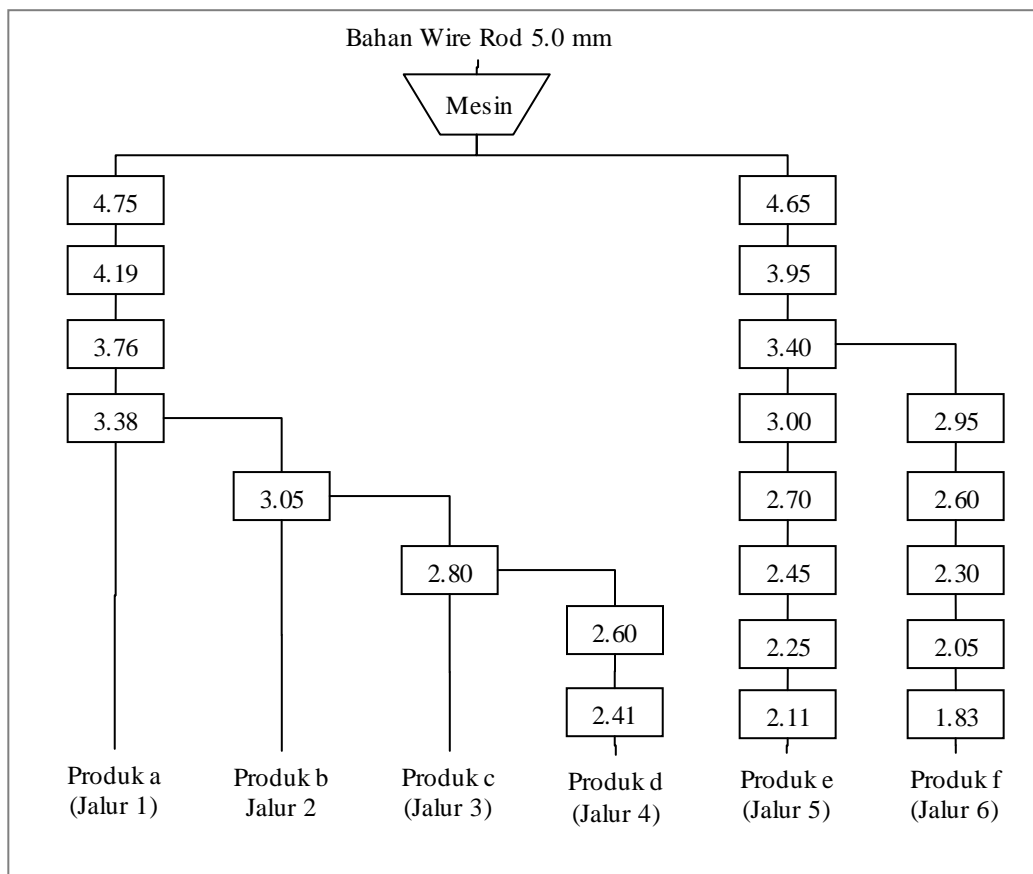 Bahan Wire Rod 5.0 mm
Mesin
4.75
4.65
4.19
3.95
3.76
3.40
3.38
3.00
2.95
3.05
2.70
2.60
2.80
2.45
2.30
2.60
2.25
2.05
2.41
2.11
1.83
Produk a
(Jalur 1)
Produk b
Jalur 2
Produk c
(Jalur 3)
Produk d
(Jalur 4)
Produk e
(Jalur 5)
Produk f
(Jalur 6)